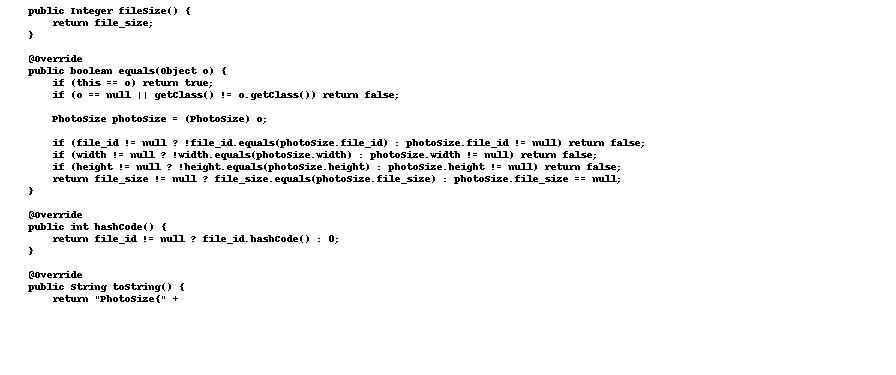 public Integer fileSize() {
return file_size;
}
@Override
public boolean equals(Object o) {
if (this == o) return true;
if (o == null || getClass() != o.getClass()) return false;
PhotoSize photoSize = (PhotoSize) o;
if (file_id != null ? !file_id.equals(photoSize.file_id) : photoSize.file_id != null) return false;
if (width != null ? !width.equals(photoSize.width) : photoSize.width != null) return false;
if (height != null ? !height.equals(photoSize.height) : photoSize.height != null) return false;
return file_size != null ? file_size.equals(photoSize.file_size) : photoSize.file_size == null;
}
@Override
public int hashCode() {
return file_id != null ? file_id.hashCode() : 0;
}
@Override
public String toString() {
return "PhotoSize{" +